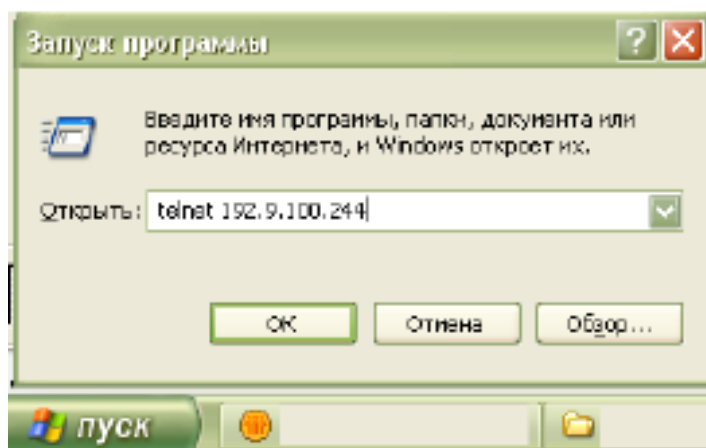 Запуск программы
Введите имя программы, папки, документа или
ресурса Интернета, и Windows откроет их.
Открыть: telnet 192.9.100.244
ОК Отмена Обзор...
пуск